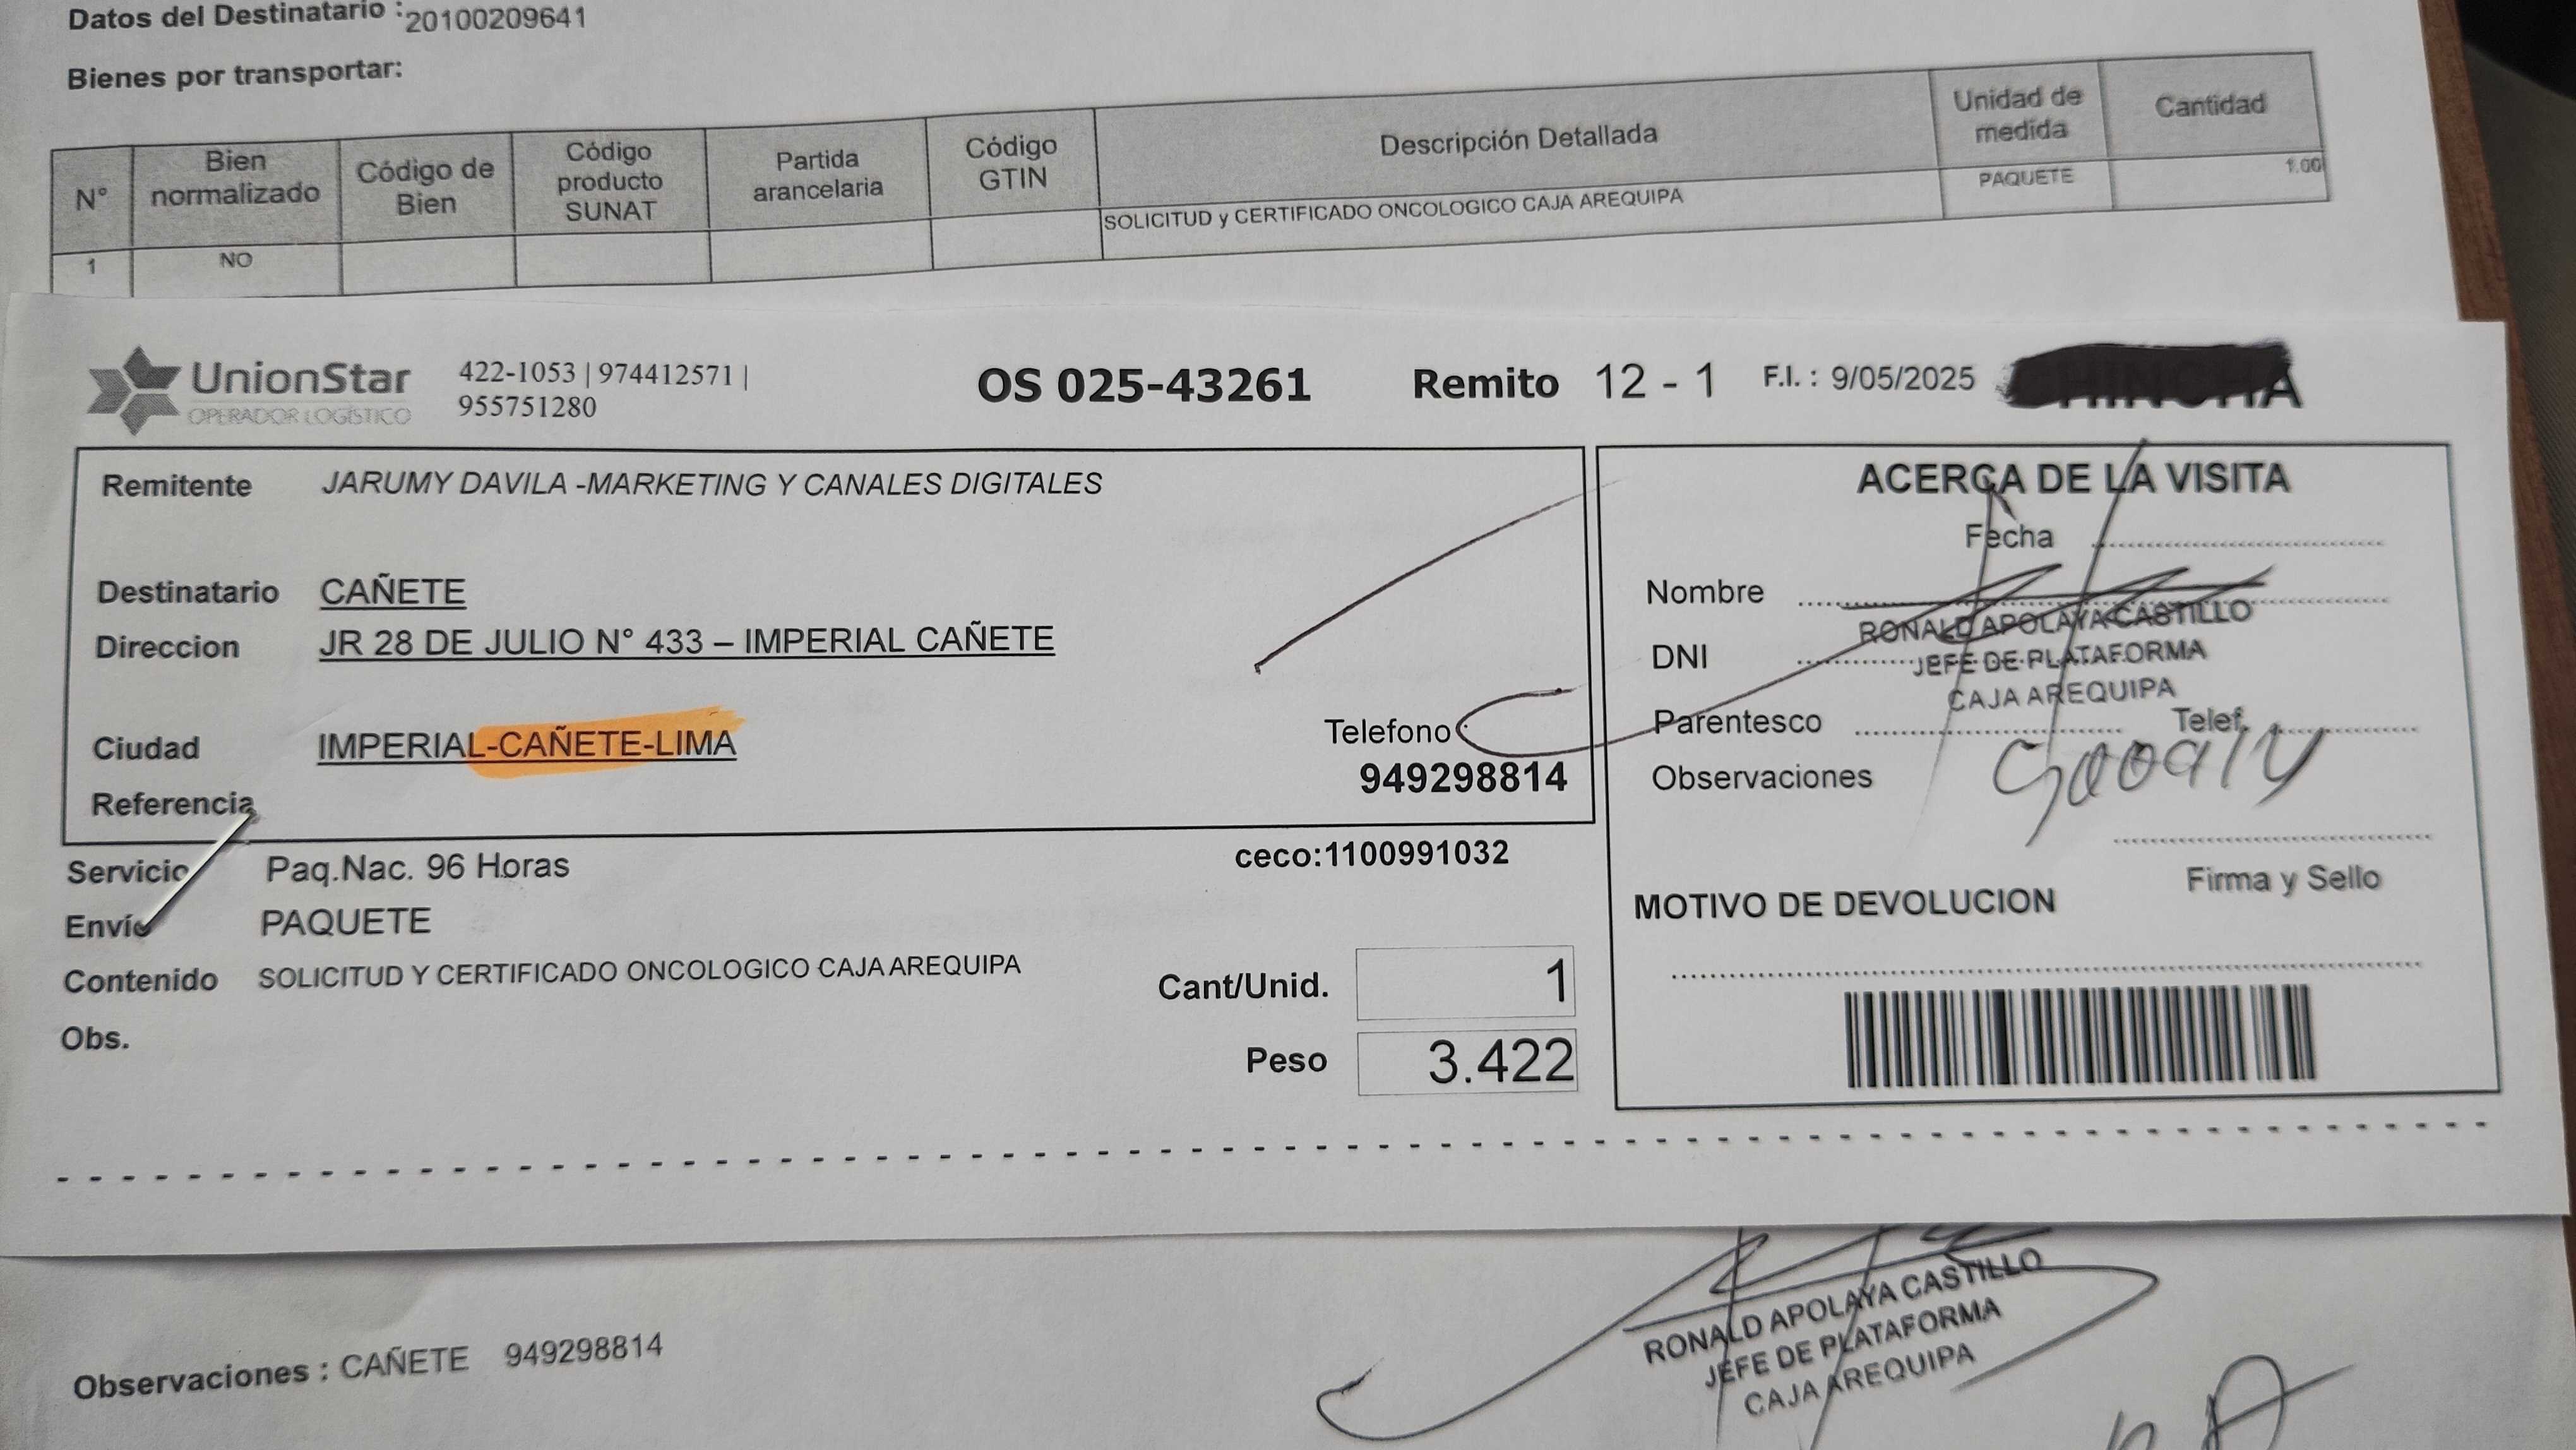 Datos del Destinatario : 20100209641
Bienes por transportar:
N° Bien normalizado Código de Bien Código producto SUNAT Partida arancelaria Código GTIN Descripción Detallada Unidad de medida Cantidad
1 NO SOLICITUD y CERTIFICADO ONCOLOGICO CAJA AREQUIPA PAQUETE 1.00
UnionStar
OPERADOR LOGÍSTICO
422-1053 | 974412571 |
955751280
OS 025-43261 Remito 12 - 1 F.I. : 9/05/2025
Remitente JARUMY DAVILA -MARKETING Y CANALES DIGITALES
Destinatario CAÑETE
Direccion JR 28 DE JULIO N° 433 – IMPERIAL CAÑETE
Ciudad IMPERIAL-CAÑETE-LIMA
Telefono
949298814
Referencia
Servicio Paq.Nac. 96 Horas
ceco:1100991032
Envío PAQUETE
Contenido SOLICITUD Y CERTIFICADO ONCOLOGICO CAJA AREQUIPA
Cant/Unid. 1
Obs.
Peso 3.422
ACERCA DE LA VISITA
Fecha
Nombre
RONALD APOLAYA CASTILLO
DNI
JEFE DE PLATAFORMA
CAJA AREQUIPA
Parentesco Telef.
Observaciones
Firma y Sello
MOTIVO DE DEVOLUCION
RONALD APOLAYA CASTILLO
JEFE DE PLATAFORMA
CAJA AREQUIPA
Observaciones : CAÑETE 949298814